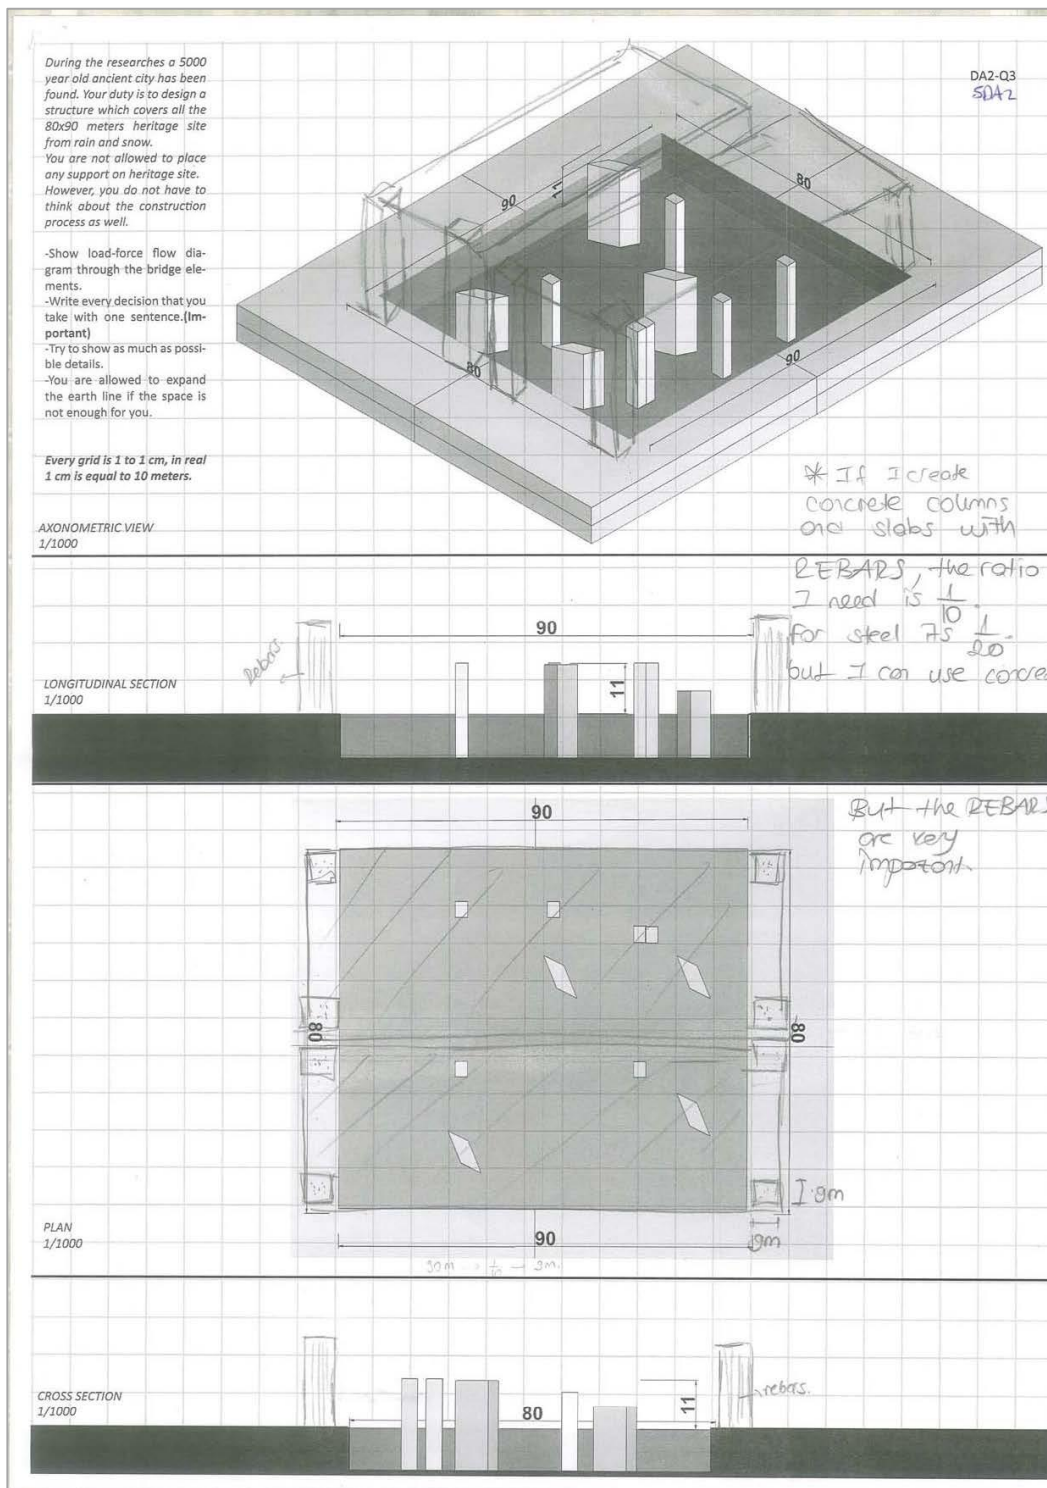 During the researches a 5000
year old ancient city has been
found. Your duty is to design a
structure which covers all the
80x90 meters heritage site
from rain and snow.
You are not allowed to place
any support on heritage site.
However, you do not have to
think about the construction
process as well.
-Show load-force flow dia-
gram through the bridge ele-
ments.
-Write every decision that you
take with one sentence.(Im-
portant)
-Try to show as much as possi-
ble details.
-You are allowed to expand
the earth line if the space is
not enough for you.
Every grid is 1 to 1 cm, in real
1 cm is equal to 10 meters.
DA2-Q3
SDA2
90
11
80
80
90
AXONOMETRIC VIEW
1/1000
* If I create
concrete columns
and slabs with
REBARS, the ratio
I need is 1/10.
For steel 7s 1/20.
but I can use concre
90
Rebars.
11
LONGITUDINAL SECTION
1/1000
But the REBARS
are very
important.
90
80
80
9m
9m
90
90m → 1/10 → 9m.
PLAN
1/1000
rebars.
11
80
CROSS SECTION
1/1000